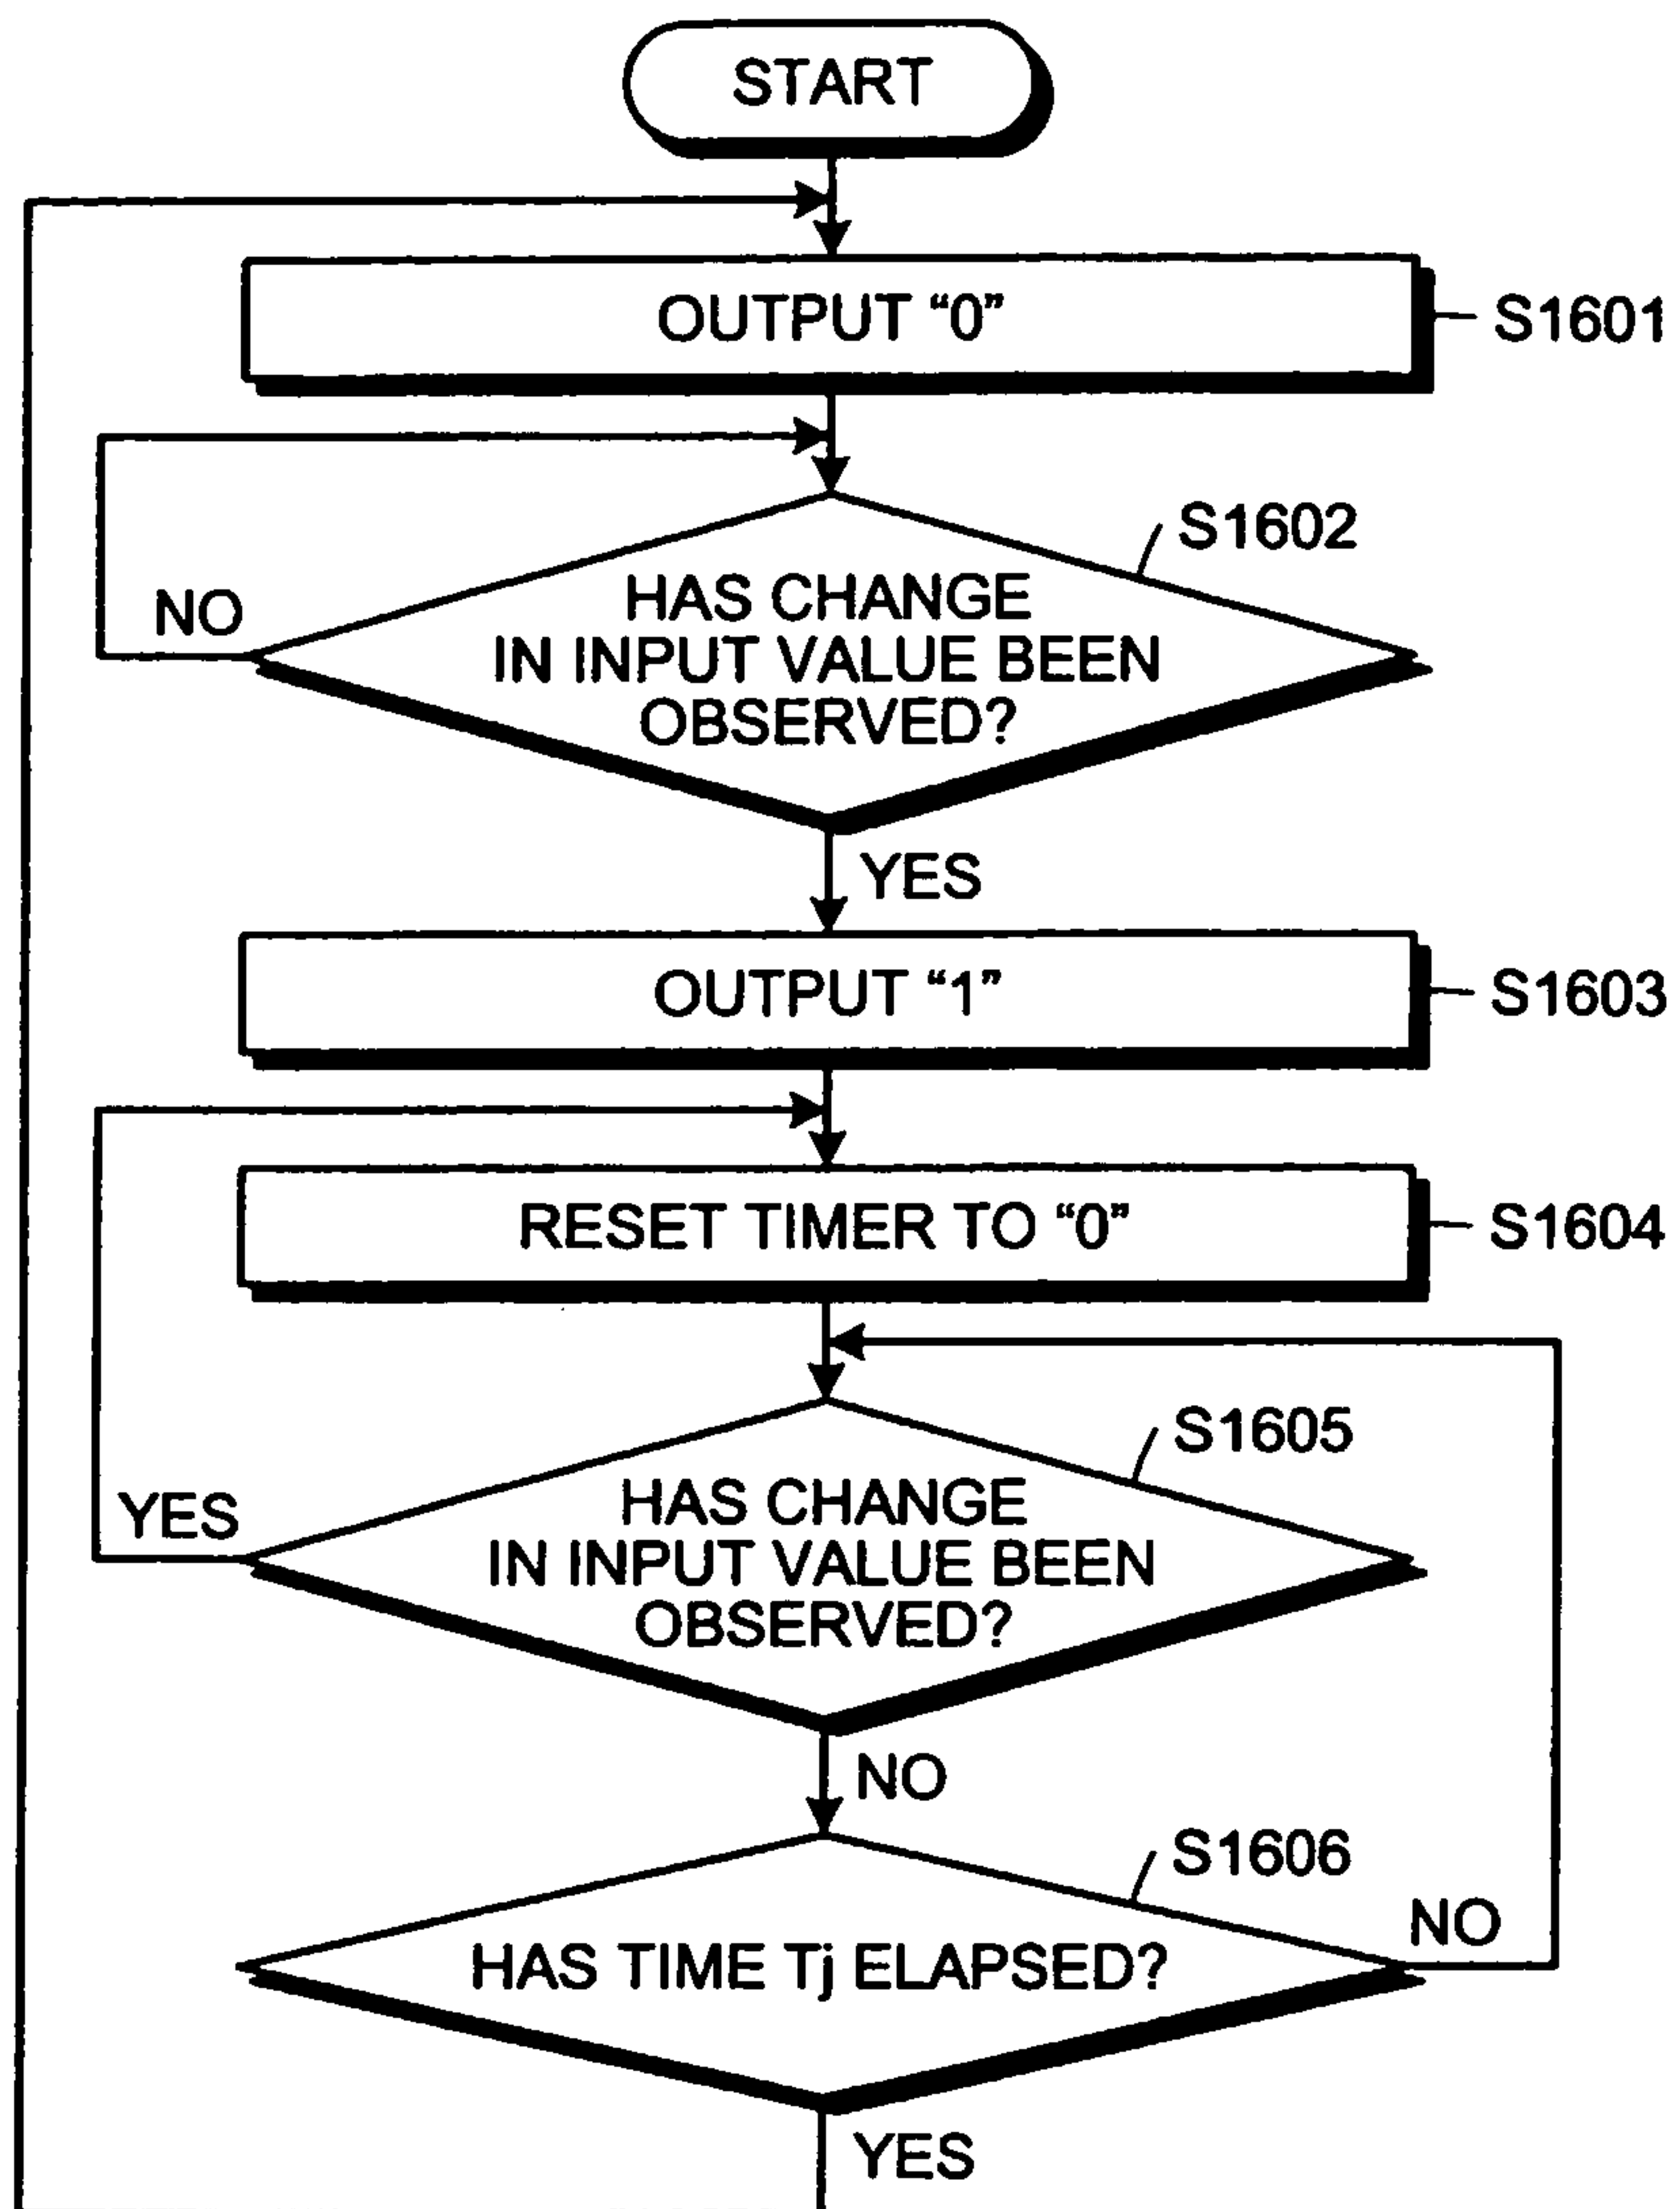 START
OUTPUT “0”
S1601
S1602
HAS CHANGE
IN INPUT VALUE BEEN
OBSERVED?
NO
YES
OUTPUT “1”
S1603
RESET TIMER TO “0”
S1604
S1605
HAS CHANGE
IN INPUT VALUE BEEN
OBSERVED?
YES
NO
S1606
HAS TIME Tj ELAPSED?
NO
YES